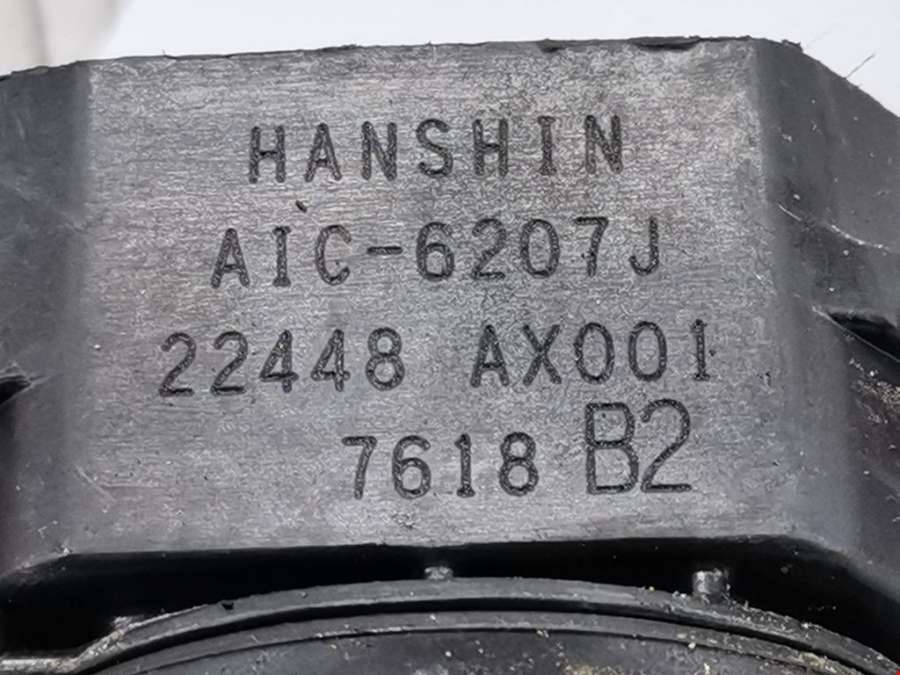 HANSHIN
AIC-6207J
22448 AX001
7618 B2